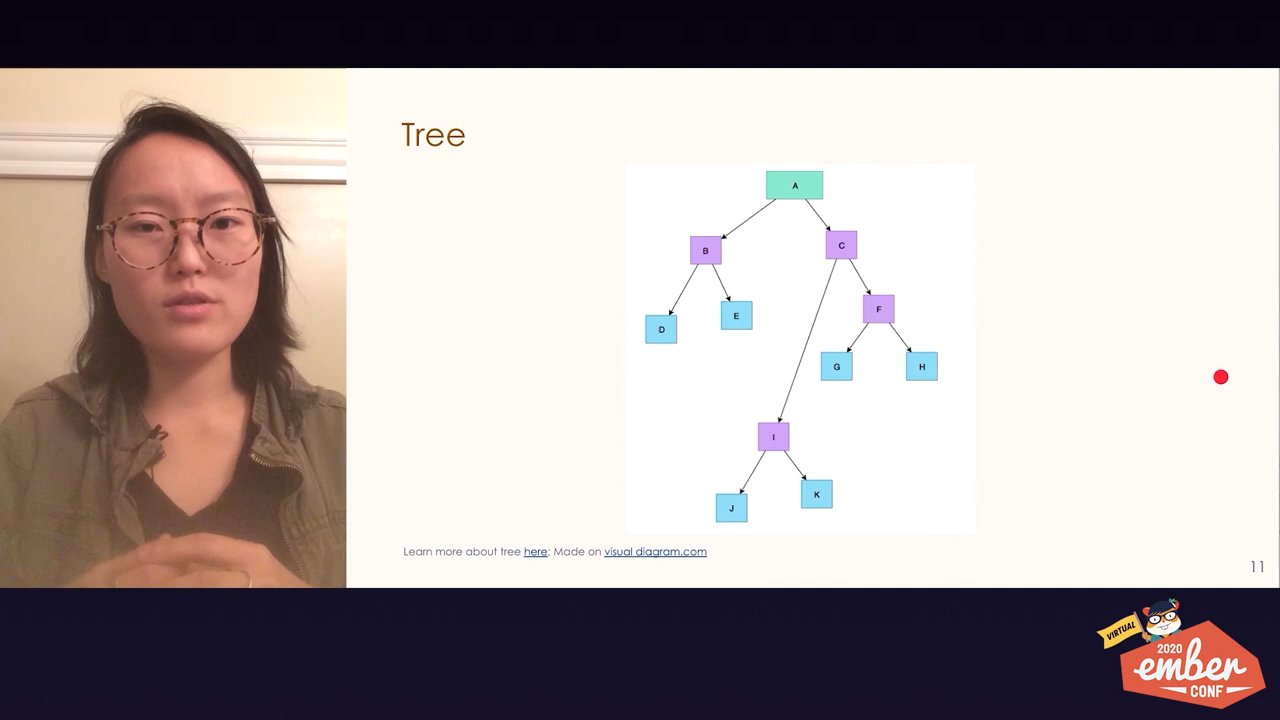 Tree
A
B
C
D
E
F
G
H
I
J
K
Learn more about tree here; Made on visual diagram.com
11
VIRTUAL
2020
ember
CONF